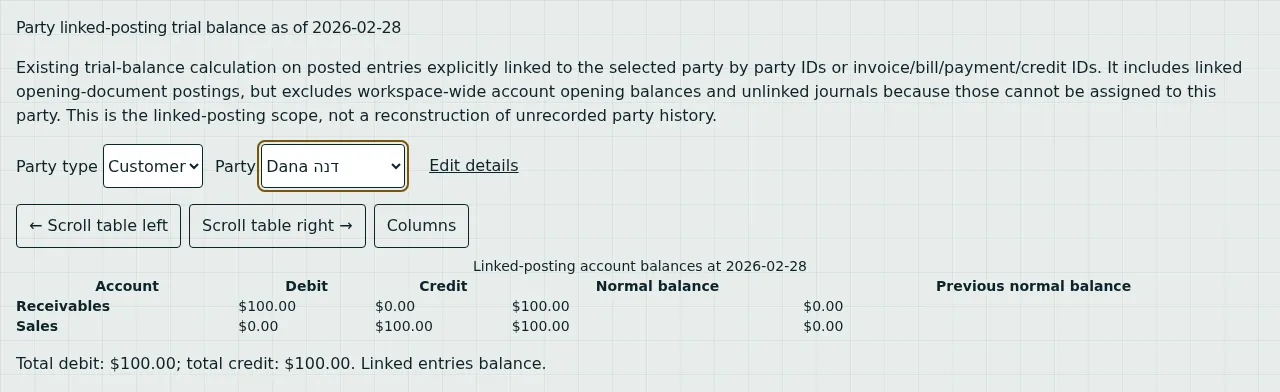 Party linked-posting trial balance as of 2026-02-28
Existing trial-balance calculation on posted entries explicitly linked to the selected party by party IDs or invoice/bill/payment/credit IDs. It includes linked
opening-document postings, but excludes workspace-wide account opening balances and unlinked journals because those cannot be assigned to this
party. This is the linked-posting scope, not a reconstruction of unrecorded party history.
Party type Customer Party Dana דנה Edit details
← Scroll table left Scroll table right → Columns
Linked-posting account balances at 2026-02-28
Account Debit Credit Normal balance Previous normal balance
Receivables $100.00 $0.00 $100.00 $0.00
Sales $0.00 $100.00 $100.00 $0.00
Total debit: $100.00; total credit: $100.00. Linked entries balance.